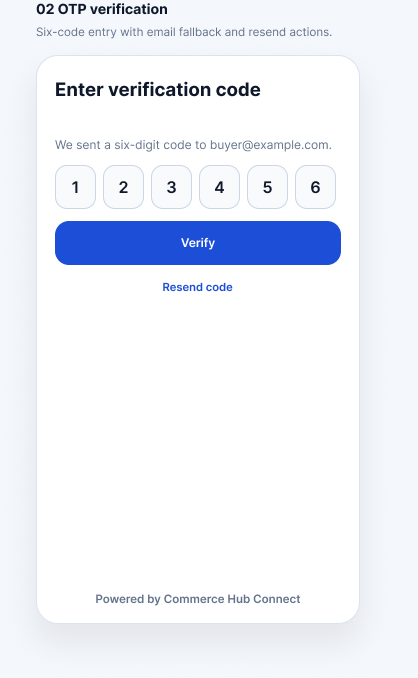 02 OTP verification
Six-code entry with email fallback and resend actions.
Enter verification code
We sent a six-digit code to buyer@example.com.
1 2 3 4 5 6
Verify
Resend code
Powered by Commerce Hub Connect